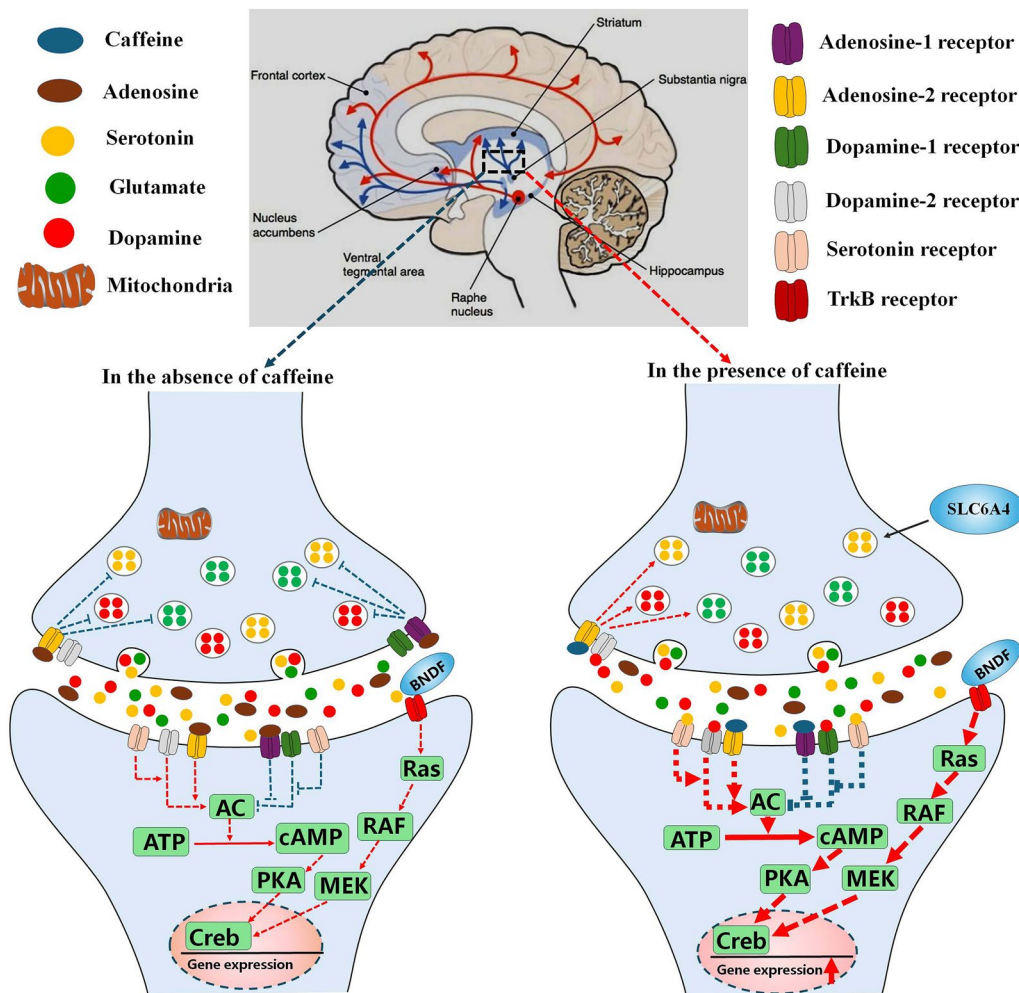 Caffeine
Adenosine
Serotonin
Glutamate
Dopamine
Mitochondria
Striatum
Frontal cortex
Substantia nigra
Nucleus
accumbens
Ventral
tegmental area
Hippocampus
Raphe
nucleus
Adenosine-1 receptor
Adenosine-2 receptor
Dopamine-1 receptor
Dopamine-2 receptor
Serotonin receptor
TrkB receptor
In the absence of caffeine
BNDF
Ras
AC
RAF
ATP
cAMP
PKA
MEK
Creb
Gene expression
In the presence of caffeine
SLC6A4
BNDF
Ras
AC
RAF
ATP
cAMP
PKA
MEK
Creb
Gene expression